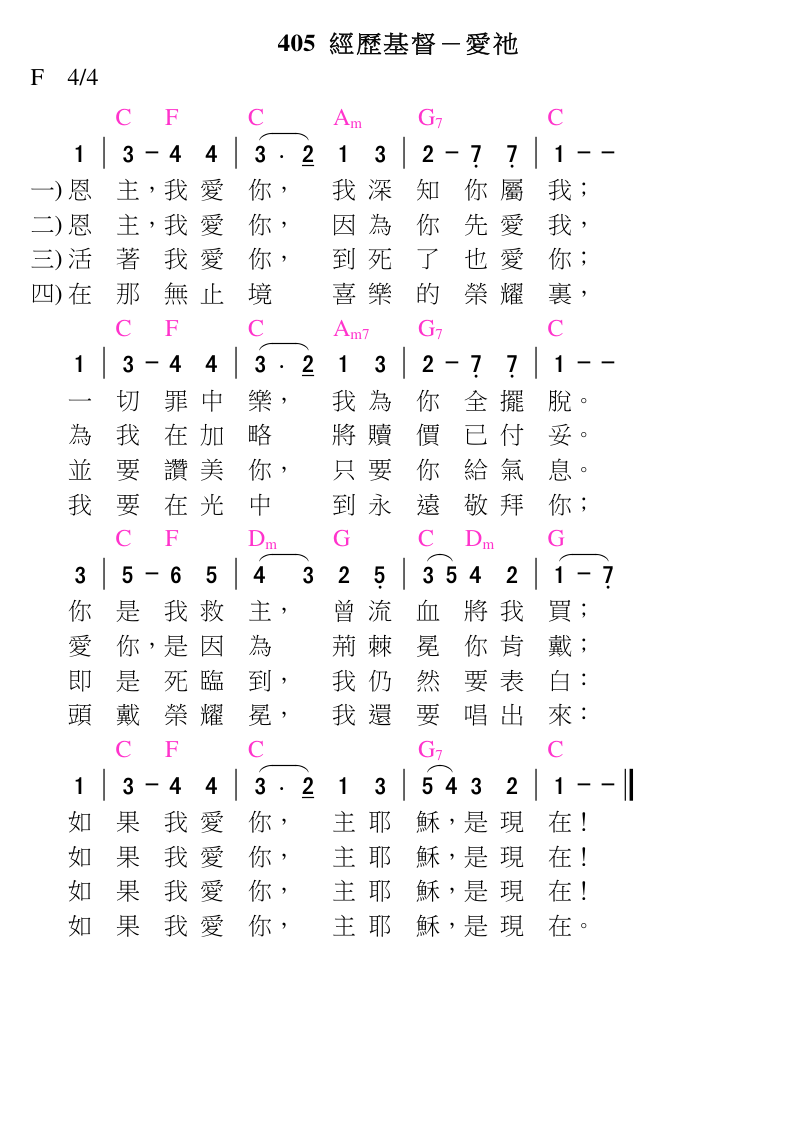 405 經歷基督－愛祂
F 4/4
C F C Am G7 C
1 | 3 - 4 4 | 3 . 2 1 3 | 2 - 7 7 | 1 - -
一) 恩 主，我 愛 你， 我 深 知 你 屬 我；
二) 恩 主，我 愛 你， 因 為 你 先 愛 我，
三) 活 著 我 愛 你， 到 死 了 也 愛 你；
四) 在 那 無 止 境 喜 樂 的 榮 耀 裏，
C F C Am7 G7 C
1 | 3 - 4 4 | 3 . 2 1 3 | 2 - 7 7 | 1 - -
一 切 罪 中 樂， 我 為 你 全 擺 脫。
為 我 在 加 略 將 贖 價 已 付 妥。
並 要 讚 美 你， 只 要 你 給 氣 息。
我 要 在 光 中 到 永 遠 敬 拜 你；
C F Dm G C Dm G
3 | 5 - 6 5 | 4 3 2 5 | 3 5 4 2 | 1 - 7
你 是 我 救 主， 曾 流 血 將 我 買；
愛 你，是 因 為 荊 棘 冕 你 肯 戴；
即 是 死 臨 到， 我 仍 然 要 表 白：
頭 戴 榮 耀 冕， 我 還 要 唱 出 來：
C F C G7 C
1 | 3 - 4 4 | 3 . 2 1 3 | 5 4 3 2 | 1 - - ‖
如 果 我 愛 你， 主 耶 穌，是 現 在！
如 果 我 愛 你， 主 耶 穌，是 現 在！
如 果 我 愛 你， 主 耶 穌，是 現 在！
如 果 我 愛 你， 主 耶 穌，是 現 在。